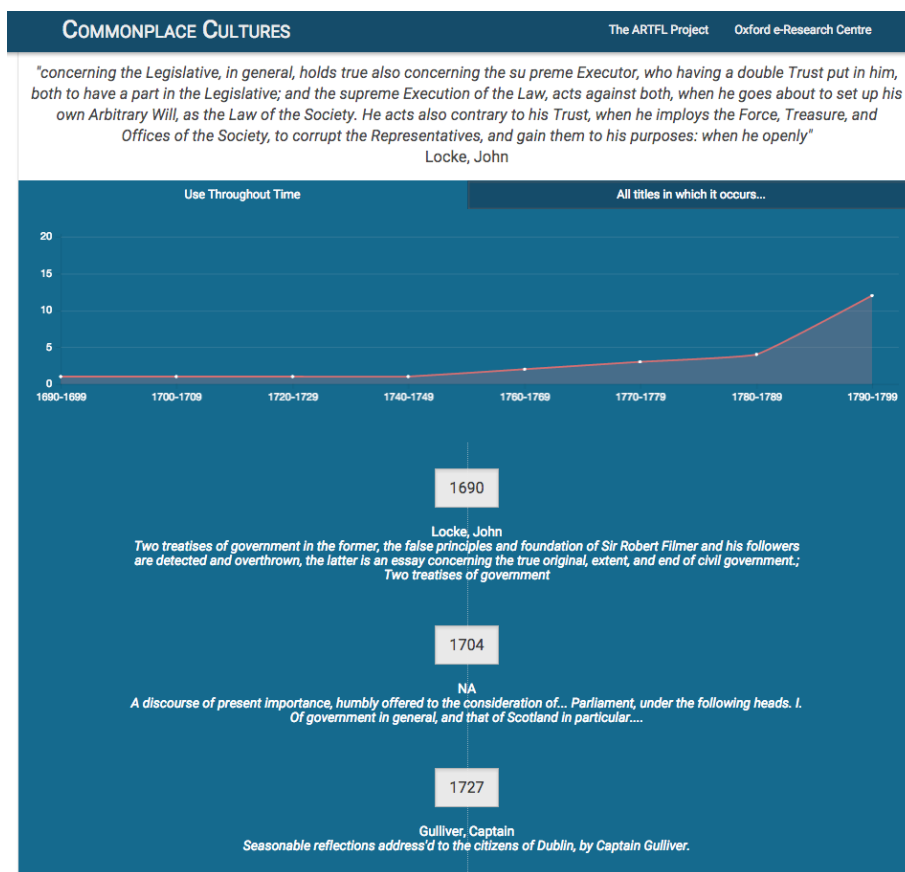 COMMONPLACE CULTURES
The ARTFL Project
Oxford e-Research Centre
"concerning the Legislative, in general, holds true also concerning the su preme Executor, who having a double Trust put in him,
both to have a part in the Legislative; and the supreme Execution of the Law, acts against both, when he goes about to set up his
own Arbitrary Will, as the Law of the Society. He acts also contrary to his Trust, when he imploys the Force, Treasure, and
Offices of the Society, to corrupt the Representatives, and gain them to his purposes: when he openly"
Locke, John
Use Throughout Time
All titles in which it occurs...
20
15
10
5
0
1690-1699 1700-1709 1720-1729 1740-1749 1760-1769 1770-1779 1780-1789 1790-1799
1690
Locke, John
Two treatises of government in the former, the false principles and foundation of Sir Robert Filmer and his followers
are detected and overthrown, the latter is an essay concerning the true original, extent, and end of civil government.;
Two treatises of government
1704
NA
A discourse of present importance, humbly offered to the consideration of... Parliament, under the following heads. I.
Of government in general, and that of Scotland in particular....
1727
Gulliver, Captain
Seasonable reflections address'd to the citizens of Dublin, by Captain Gulliver.